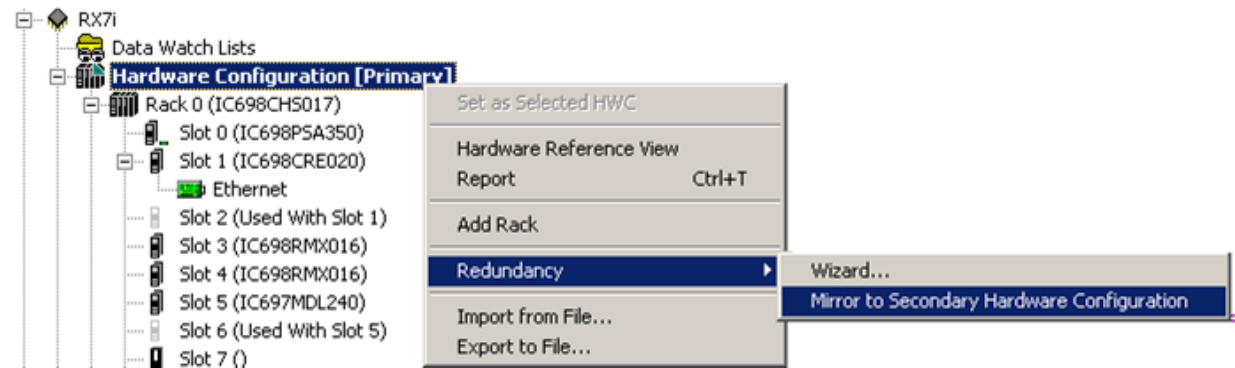 RX7i
Data Watch Lists
Hardware Configuration [Primary]
Rack 0 (IC698CHS017)
Slot 0 (IC698PSA350)
Slot 1 (IC698CRE020)
Ethernet
Slot 2 (Used With Slot 1)
Slot 3 (IC698RMX016)
Slot 4 (IC698RMX016)
Slot 5 (IC697MDL240)
Slot 6 (Used With Slot 5)
Slot 7 ()
Set as Selected HWC
Hardware Reference View
Report Ctrl+T
Add Rack
Redundancy
Import from File...
Export to File...
Wizard...
Mirror to Secondary Hardware Configuration